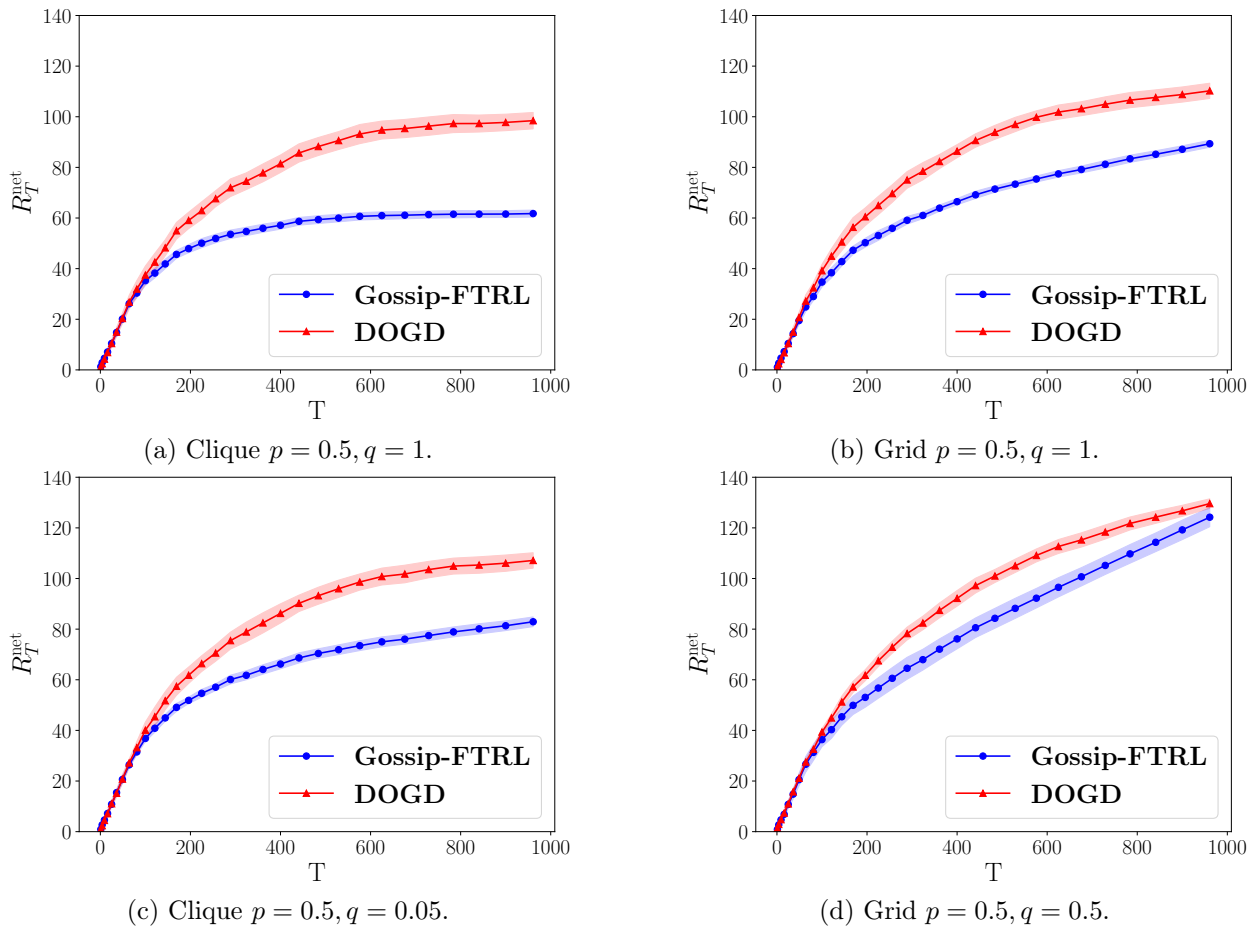 140
120
100
80
60
40
20
0
R_T^net
Gossip-FTRL
DOGD
0 200 400 600 800 1000
T
(a) Clique p = 0.5, q = 1.
140
120
100
80
60
40
20
0
R_T^net
Gossip-FTRL
DOGD
0 200 400 600 800 1000
T
(b) Grid p = 0.5, q = 1.
140
120
100
80
60
40
20
0
R_T^net
Gossip-FTRL
DOGD
0 200 400 600 800 1000
T
(c) Clique p = 0.5, q = 0.05.
140
120
100
80
60
40
20
0
R_T^net
Gossip-FTRL
DOGD
0 200 400 600 800 1000
T
(d) Grid p = 0.5, q = 0.5.